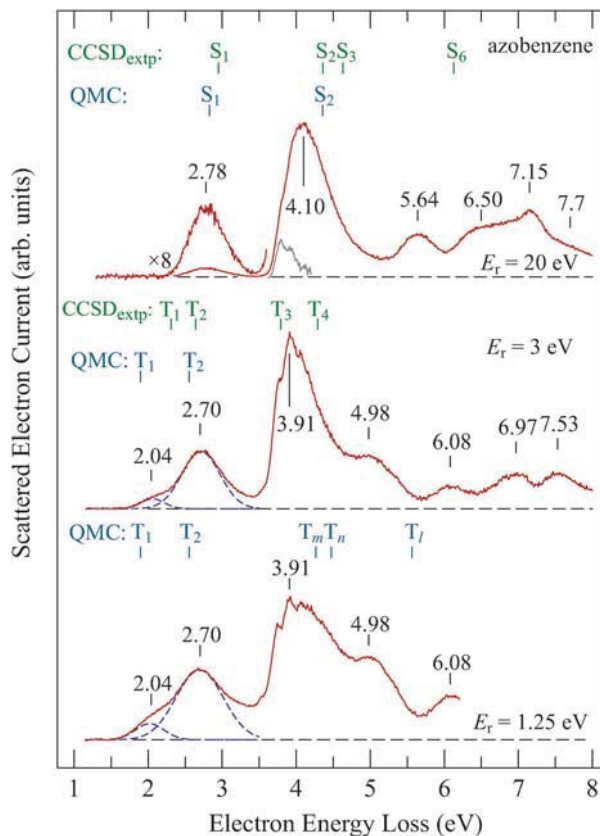 azobenzene
CCSDextp: S1 S2 S3 S6
QMC: S1 S2
2.78
7.15
5.64
6.50
7.7
4.10
×8
Er = 20 eV
CCSDextp: T1 T2 T3 T4
Er = 3 eV
QMC: T1 T2
2.70
3.91
4.98
6.97
7.53
2.04
6.08
QMC: T1 T2 Tm Tn Tl
3.91
2.70
4.98
2.04
6.08
Er = 1.25 eV
1 2 3 4 5 6 7 8
Electron Energy Loss (eV)
Scattered Electron Current (arb. units)